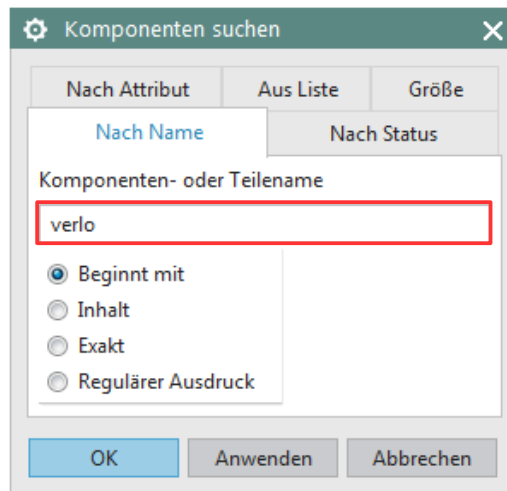 Komponenten suchen
Nach Attribut Aus Liste Größe
Nach Name Nach Status
Komponenten- oder Teilename
verlo
Beginnt mit
Inhalt
Exakt
Regulärer Ausdruck
OK Anwenden Abbrechen